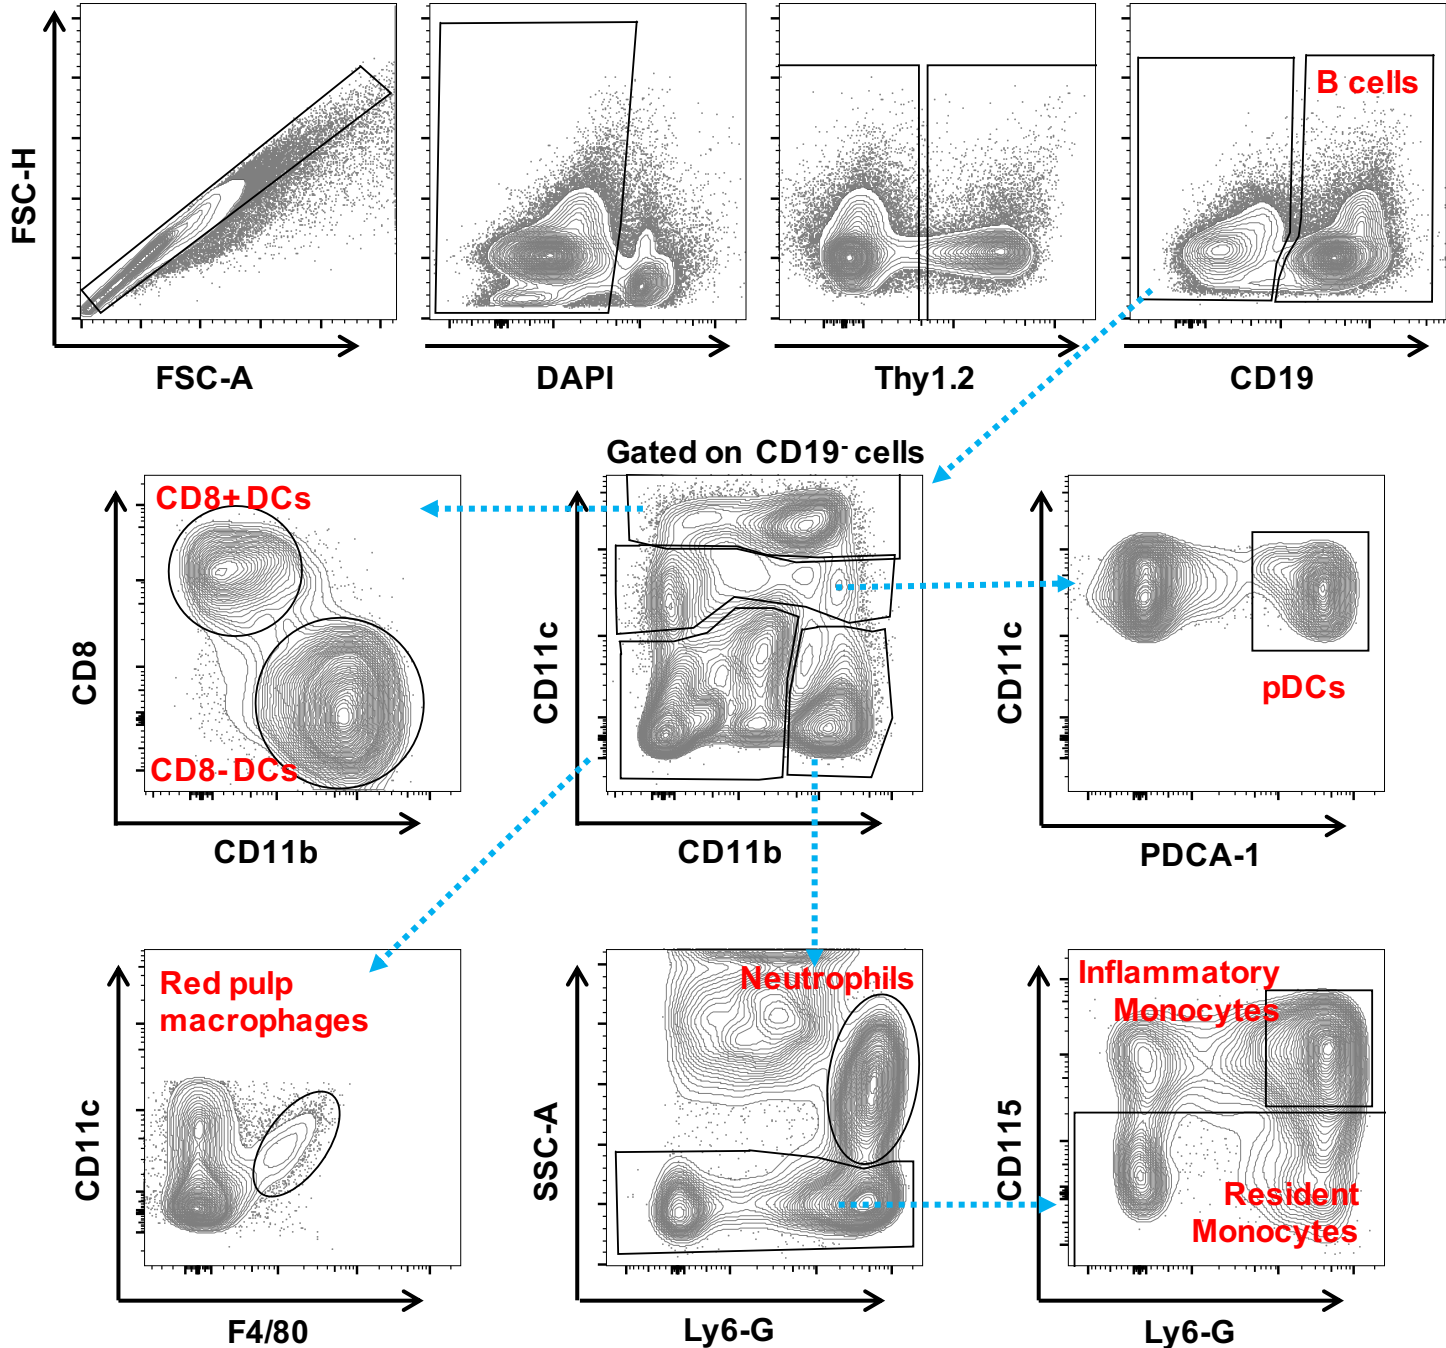 FSC-H
FSC-A
DAPI
Thy1.2
B cells
CD19
Gated on CD19- cells
CD8+ DCs
CD8- DCs
CD8
CD11b
CD11c
CD11b
CD11c
pDCs
PDCA-1
Red pulp
macrophages
CD11c
F4/80
Neutrophils
SSC-A
Ly6-G
Inflammatory
Monocytes
CD115
Resident
Monocytes
Ly6-G